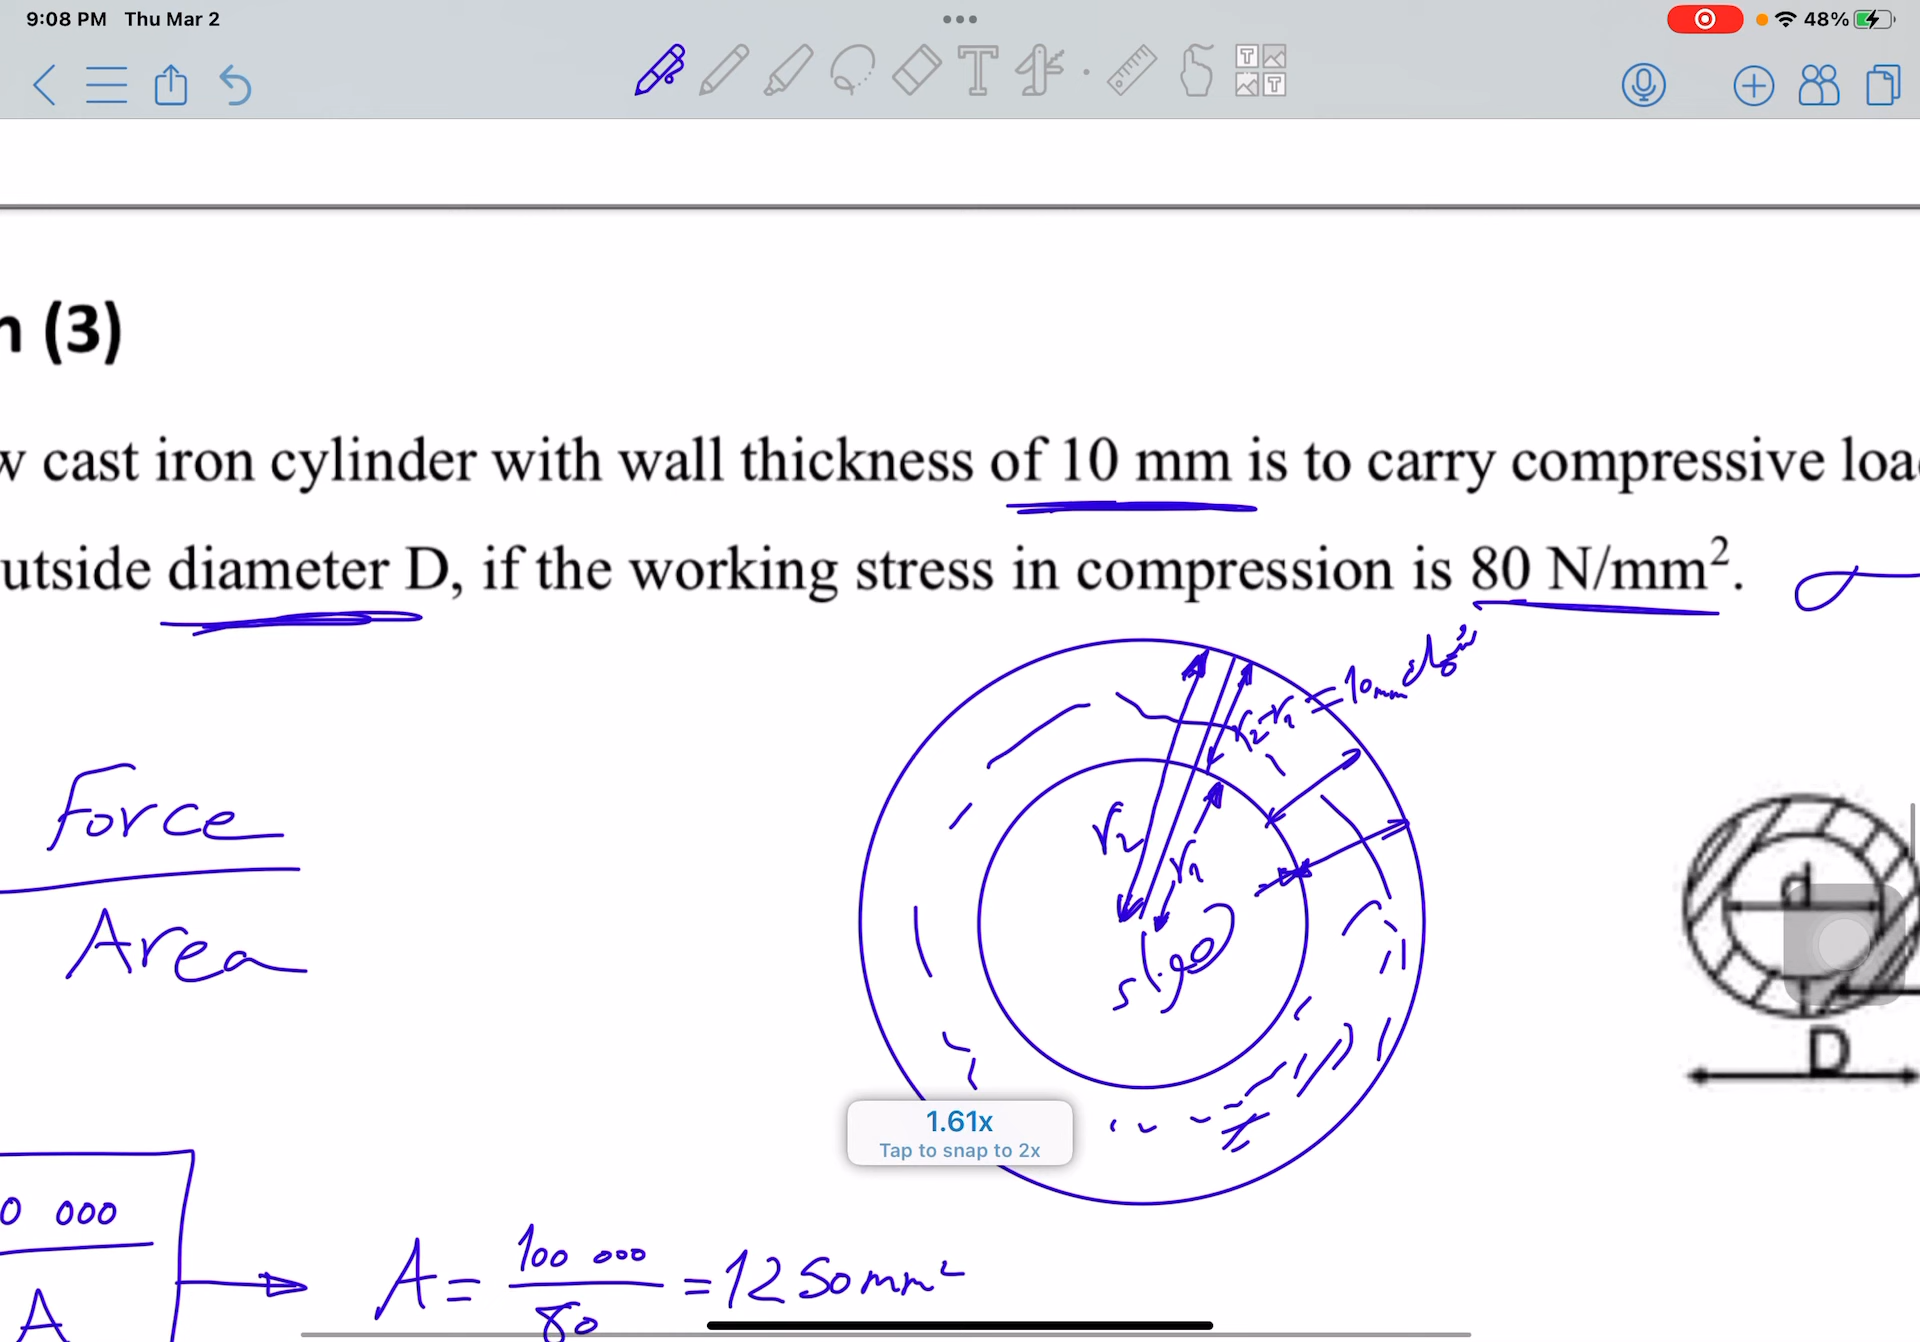 9:08 PM Thu Mar 2
48%
T
n (3)
w cast iron cylinder with wall thickness of 10 mm is to carry compressive loa
utside diameter D, if the working stress in compression is 80 N/mm².
σ
r₂-r₁ = 10mm
r₂
r₁
Force
Area
d
D
1.61x
Tap to snap to 2x
0 000
A
A = 100 000 / 80 = 1250mm²